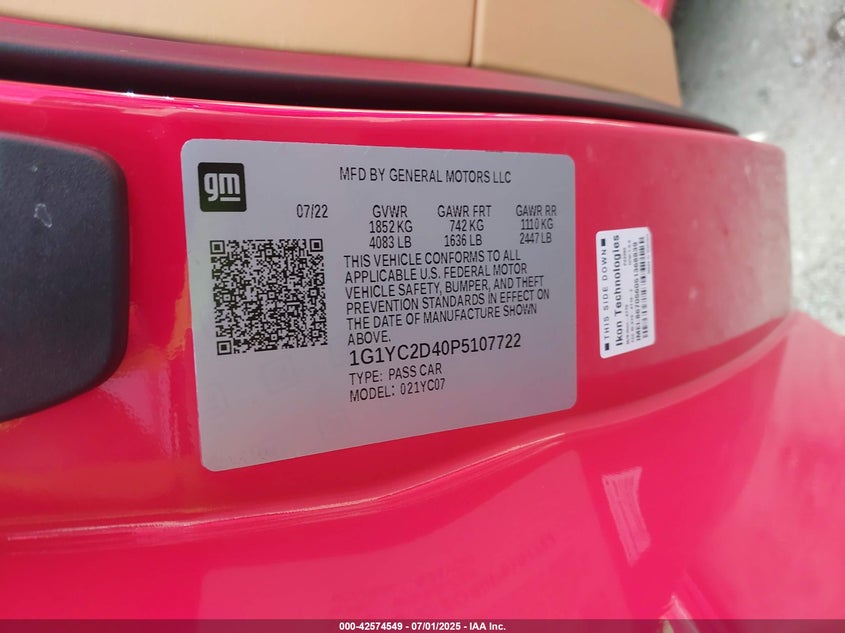 gm
MFD BY GENERAL MOTORS LLC
07/22 GVWR GAWR FRT GAWR RR
1852 KG 742 KG 1110 KG
4083 LB 1636 LB 2447 LB
THIS VEHICLE CONFORMS TO ALL
APPLICABLE U.S. FEDERAL MOTOR
VEHICLE SAFETY, BUMPER, AND THEFT
PREVENTION STANDARDS IN EFFECT ON
THE DATE OF MANUFACTURE SHOWN
ABOVE.
1G1YC2D40P5107722
TYPE: PASS CAR
MODEL: 021YC07
THIS SIDE DOWN
Ikon Technologies
000-42574549 / 07/01/2025 - IAA Inc.